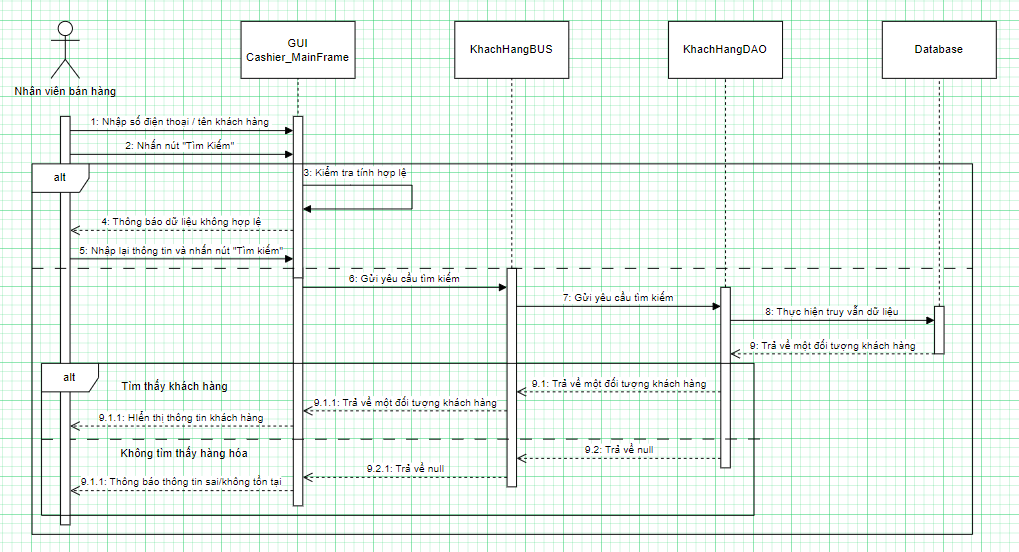 GUI
Cashier_MainFrame
KhachHangBUS
KhachHangDAO
Database
Nhân viên bán hàng
1: Nhập số điện thoại / tên khách hàng
2: Nhấn nút "Tìm Kiếm"
alt
3: Kiểm tra tính hợp lệ
4: Thông báo dữ liệu không hợp lệ
5: Nhập lại thông tin và nhấn nút "Tìm kiếm"
6: Gửi yêu cầu tìm kiếm
7: Gửi yêu cầu tìm kiếm
8: Thực hiện truy vấn dữ liệu
9: Trả về một đối tượng khách hàng
alt
Tìm thấy khách hàng
9.1: Trả về một đối tượng khách hàng
9.1.1: Trả về một đối tượng khách hàng
9.1.1: Hiển thị thông tin khách hàng
Không tìm thấy hàng hóa
9.2: Trả về null
9.2.1: Trả về null
9.1.1: Thông báo thông tin sai/không tồn tại